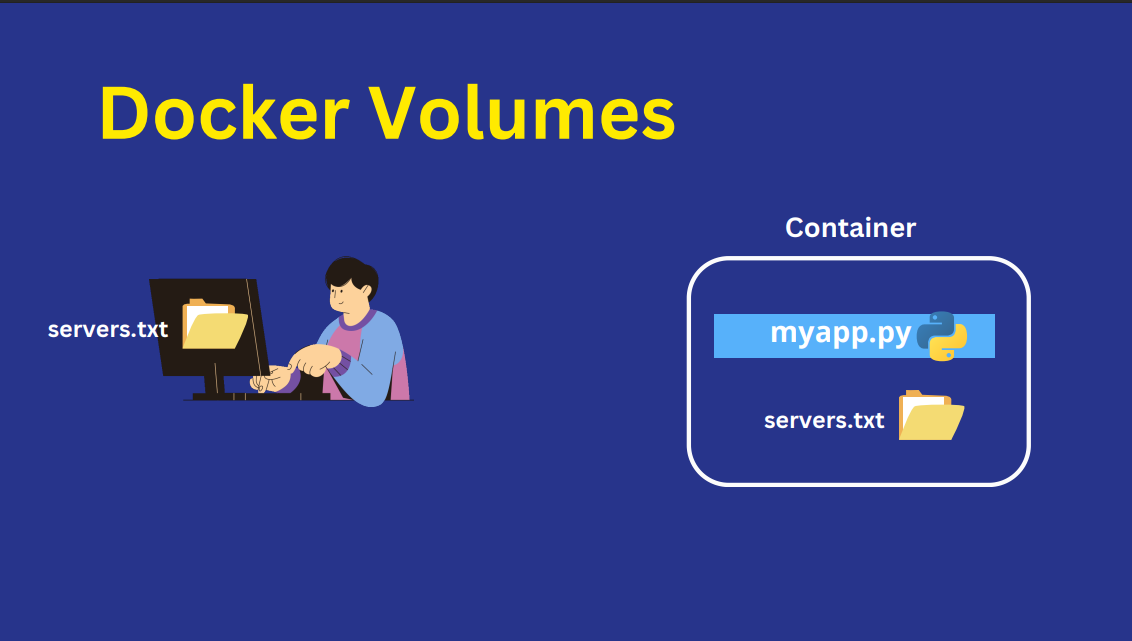 Docker Volumes
Container
servers.txt
myapp.py
servers.txt